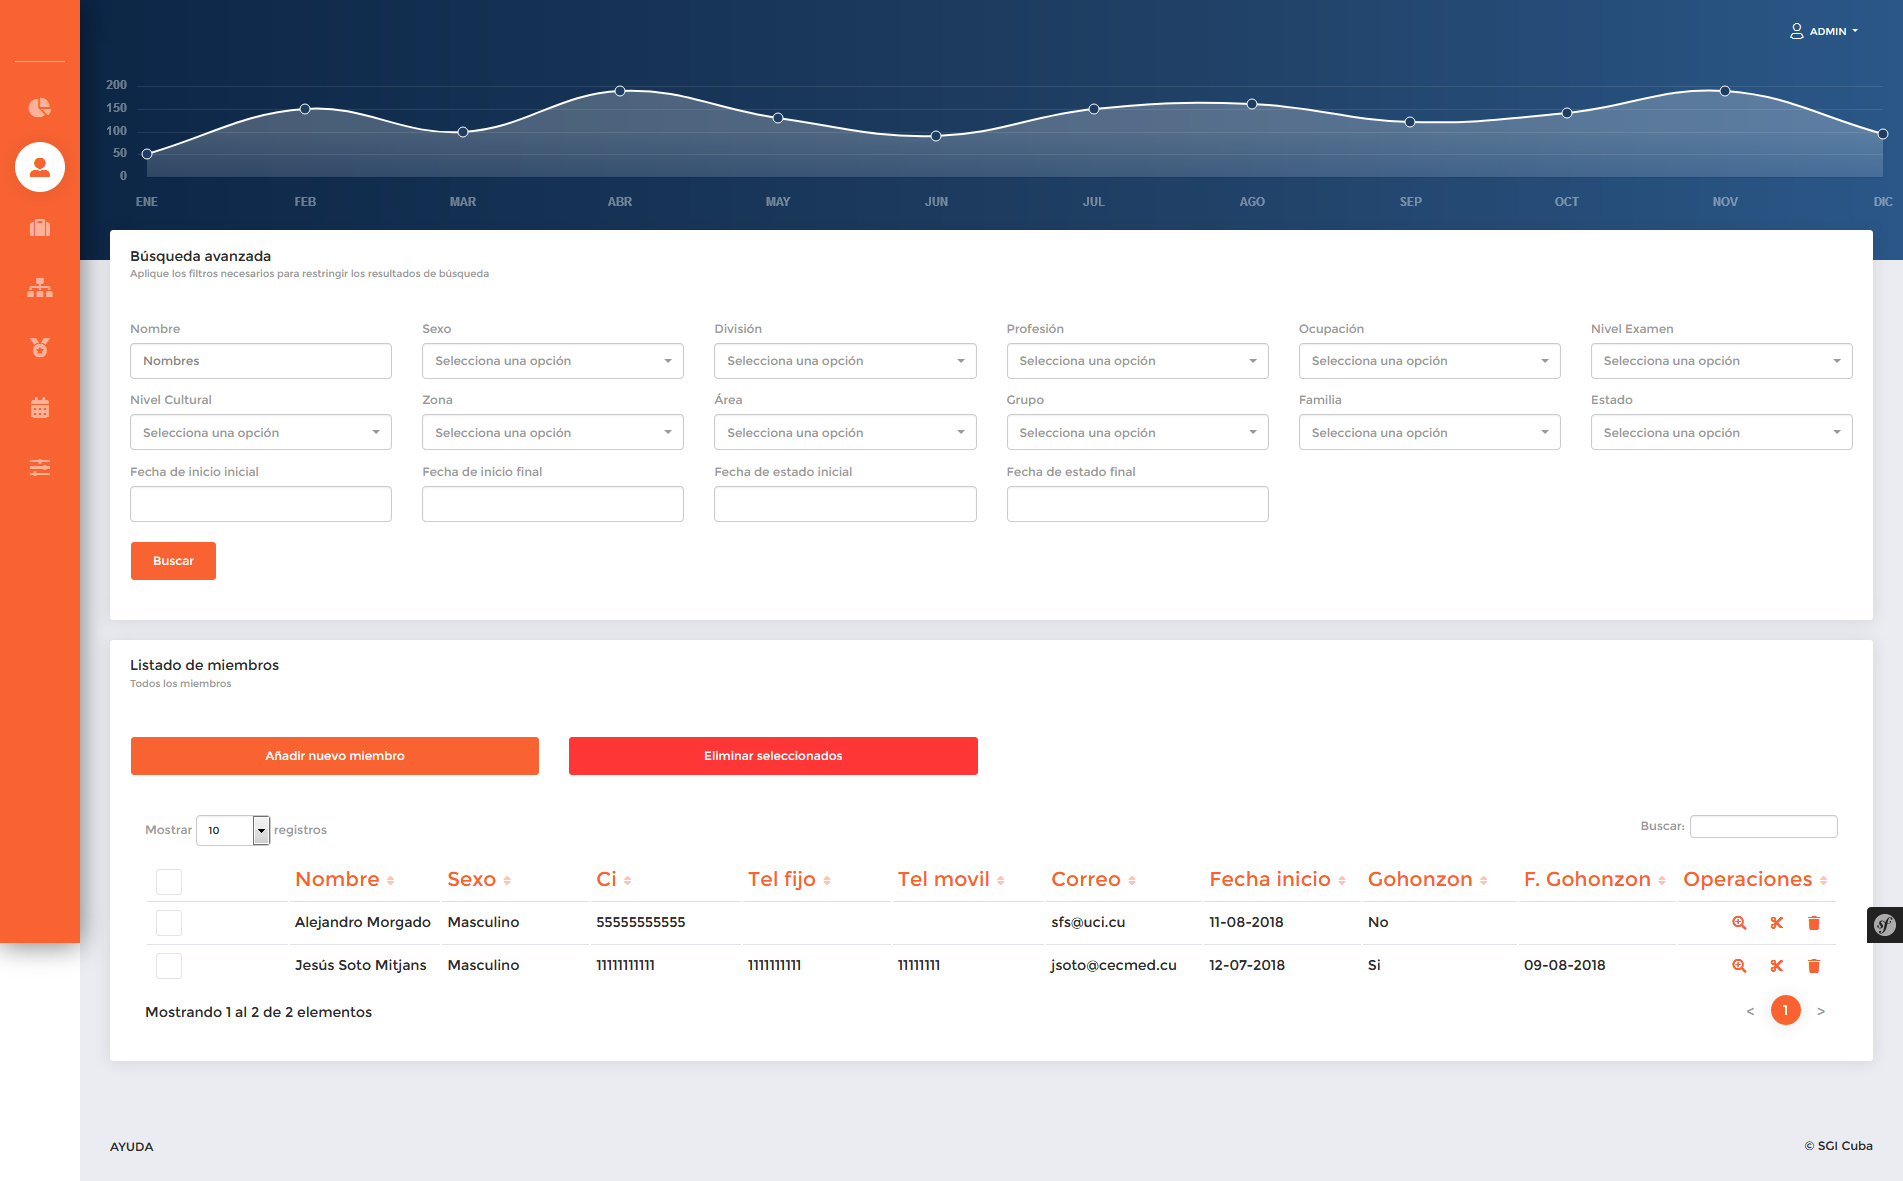 ADMIN
200
150
100
50
0
ENE FEB MAR ABR MAY JUN JUL AGO SEP OCT NOV DIC
Búsqueda avanzada
Aplique los filtros necesarios para restringir los resultados de búsqueda
Nombre Sexo División Profesión Ocupación Nivel Examen
Nombres Selecciona una opción Selecciona una opción Selecciona una opción Selecciona una opción Selecciona una opción
Nivel Cultural Zona Área Grupo Familia Estado
Selecciona una opción Selecciona una opción Selecciona una opción Selecciona una opción Selecciona una opción Selecciona una opción
Fecha de inicio inicial Fecha de inicio final Fecha de estado inicial Fecha de estado final
Buscar
Listado de miembros
Todos los miembros
Añadir nuevo miembro Eliminar seleccionados
Mostrar 10 registros Buscar:
Nombre Sexo Ci Tel fijo Tel movil Correo Fecha inicio Gohonzon F. Gohonzon Operaciones
Alejandro Morgado Masculino 55555555555 sfs@uci.cu 11-08-2018 No
Jesús Soto Mitjans Masculino 11111111111 1111111111 11111111 jsoto@cecmed.cu 12-07-2018 Si 09-08-2018
Mostrando 1 al 2 de 2 elementos < 1 >
AYUDA © SGI Cuba